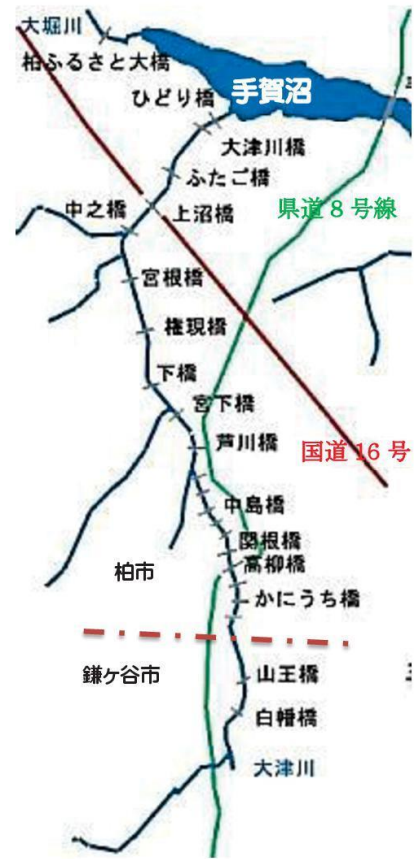 大堀川
柏ふるさと大橋
手賀沼
ひどり橋
大津川橋
ふたご橋
中之橋
上沼橋
県道8号線
宮根橋
権現橋
下橋
宮下橋
芦川橋
国道16号
中島橋
関根橋
高柳橋
柏市
かにうち橋
鎌ヶ谷市
山王橋
白幡橋
大津川